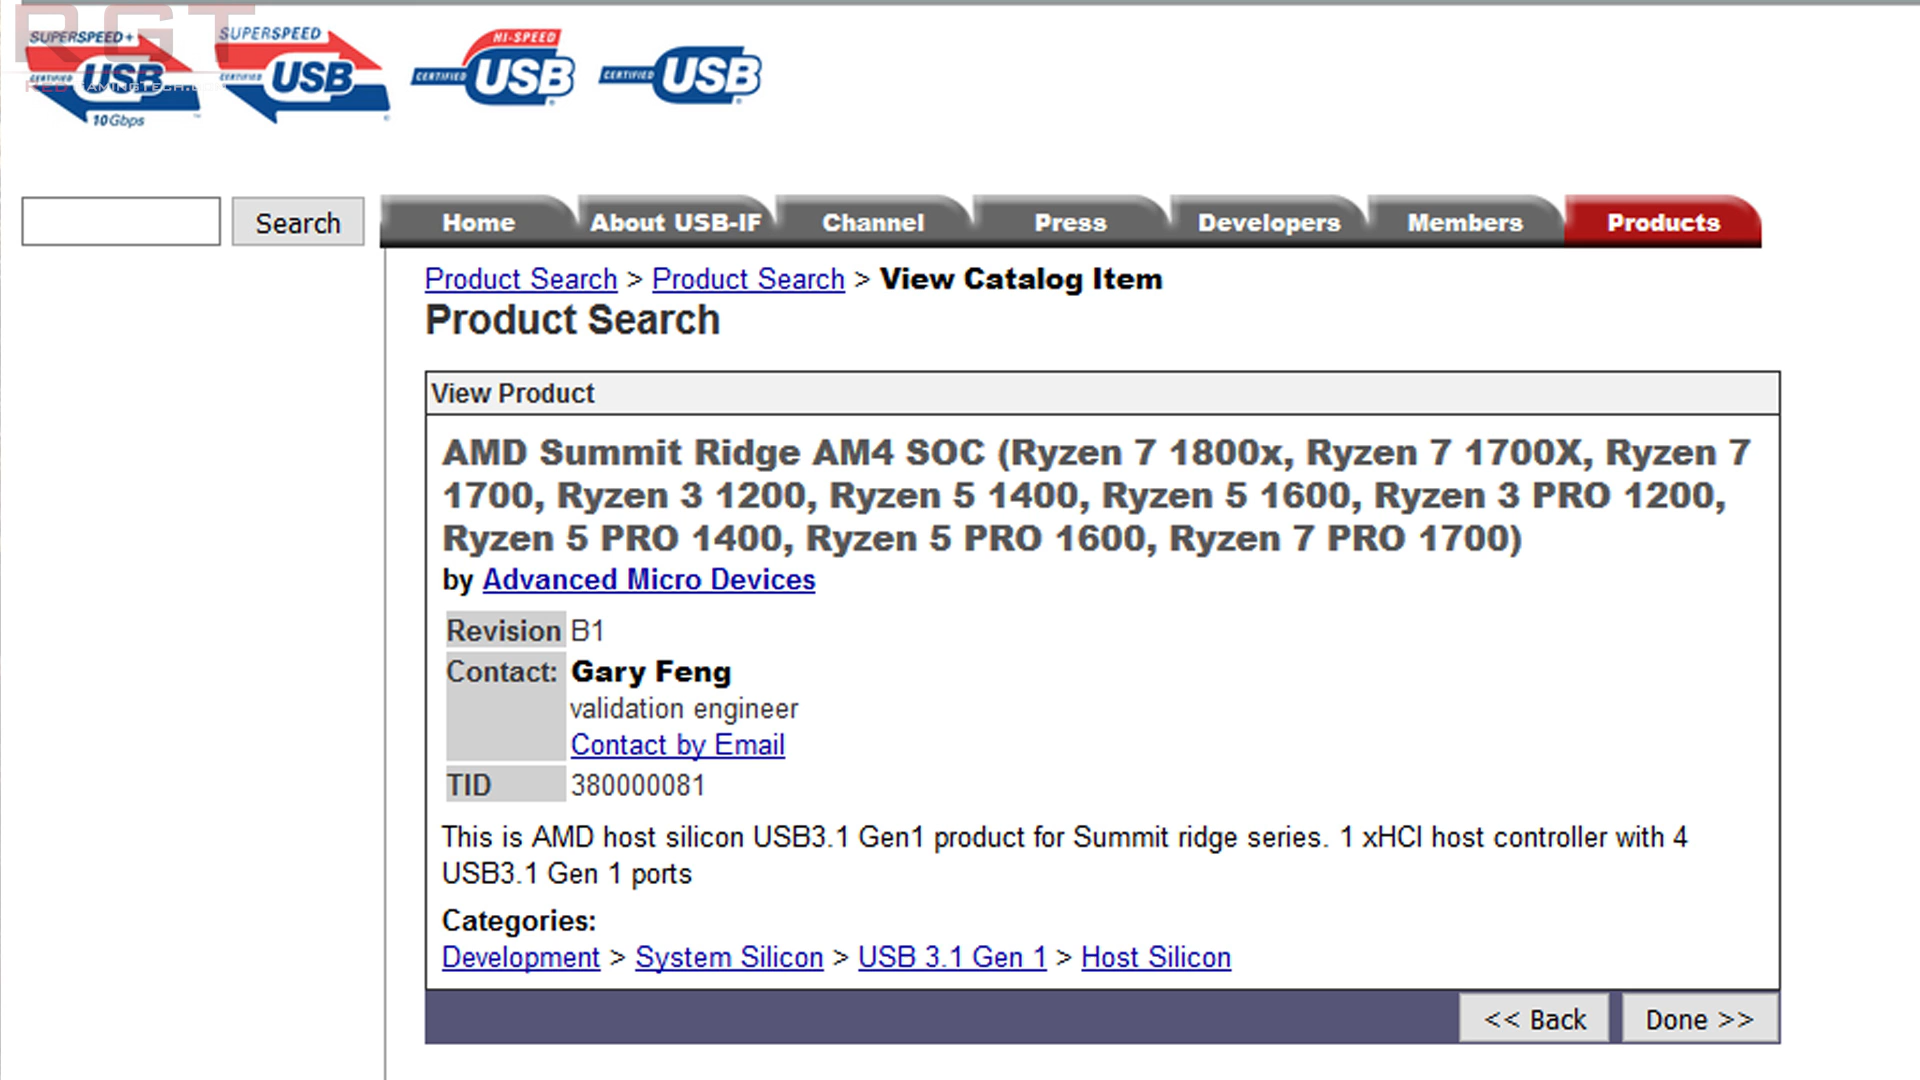 RGT
REDGAMINGTECH.COM
SUPERSPEED+
CERTIFIED USB
10Gbps
SUPERSPEED
CERTIFIED USB
HI-SPEED
CERTIFIED USB
CERTIFIED USB
Search
Home About USB-IF Channel Press Developers Members Products
Product Search > Product Search > View Catalog Item
Product Search
View Product
AMD Summit Ridge AM4 SOC (Ryzen 7 1800x, Ryzen 7 1700X, Ryzen 7
1700, Ryzen 3 1200, Ryzen 5 1400, Ryzen 5 1600, Ryzen 3 PRO 1200,
Ryzen 5 PRO 1400, Ryzen 5 PRO 1600, Ryzen 7 PRO 1700)
by Advanced Micro Devices
Revision B1
Contact: Gary Feng
validation engineer
Contact by Email
TID 380000081
This is AMD host silicon USB3.1 Gen1 product for Summit ridge series. 1 xHCI host controller with 4
USB3.1 Gen 1 ports
Categories:
Development > System Silicon > USB 3.1 Gen 1 > Host Silicon
<< Back Done >>